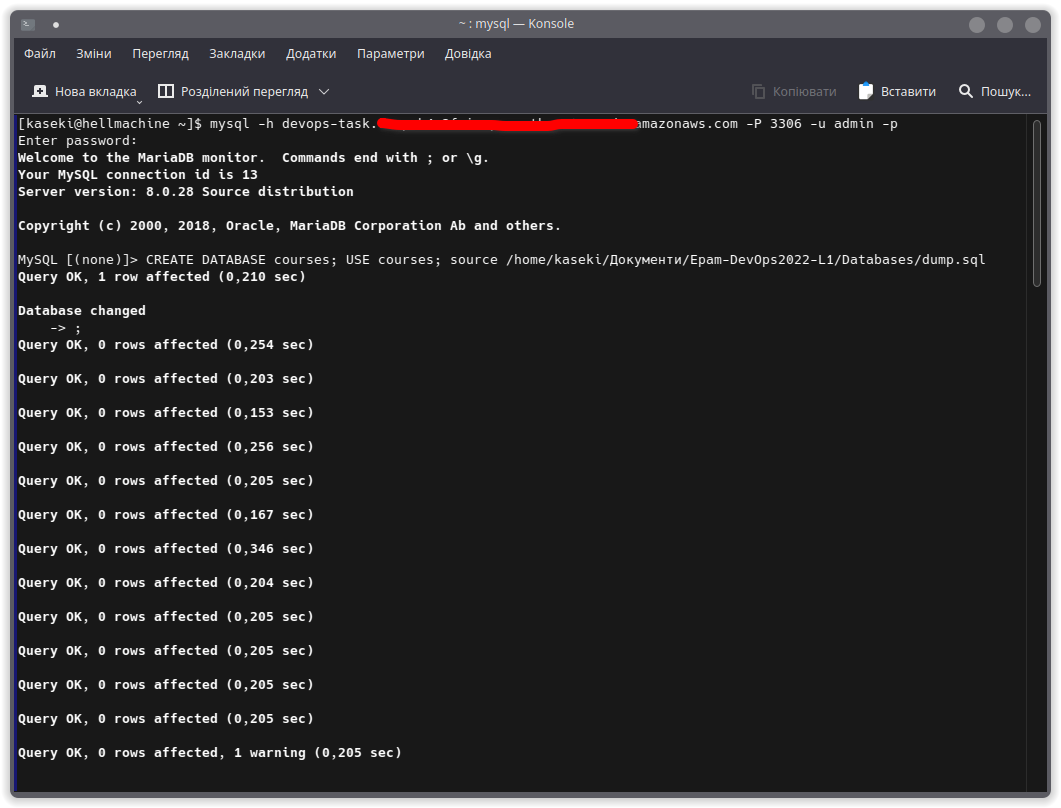 ~ : mysql — Konsole
Файл Зміни Перегляд Закладки Додатки Параметри Довідка
Нова вкладка Розділений перегляд Копіювати Вставити Пошук...
[kaseki@hellmachine ~]$ mysql -h devops-task. amazonaws.com -P 3306 -u admin -p
Enter password:
Welcome to the MariaDB monitor.  Commands end with ; or \g.
Your MySQL connection id is 13
Server version: 8.0.28 Source distribution
Copyright (c) 2000, 2018, Oracle, MariaDB Corporation Ab and others.
MySQL [(none)]> CREATE DATABASE courses; USE courses; source /home/kaseki/Документи/Epam-DevOps2022-L1/Databases/dump.sql
Query OK, 1 row affected (0,210 sec)
Database changed
    -> ;
Query OK, 0 rows affected (0,254 sec)
Query OK, 0 rows affected (0,203 sec)
Query OK, 0 rows affected (0,153 sec)
Query OK, 0 rows affected (0,256 sec)
Query OK, 0 rows affected (0,205 sec)
Query OK, 0 rows affected (0,167 sec)
Query OK, 0 rows affected (0,346 sec)
Query OK, 0 rows affected (0,204 sec)
Query OK, 0 rows affected (0,205 sec)
Query OK, 0 rows affected (0,205 sec)
Query OK, 0 rows affected (0,205 sec)
Query OK, 0 rows affected (0,205 sec)
Query OK, 0 rows affected, 1 warning (0,205 sec)